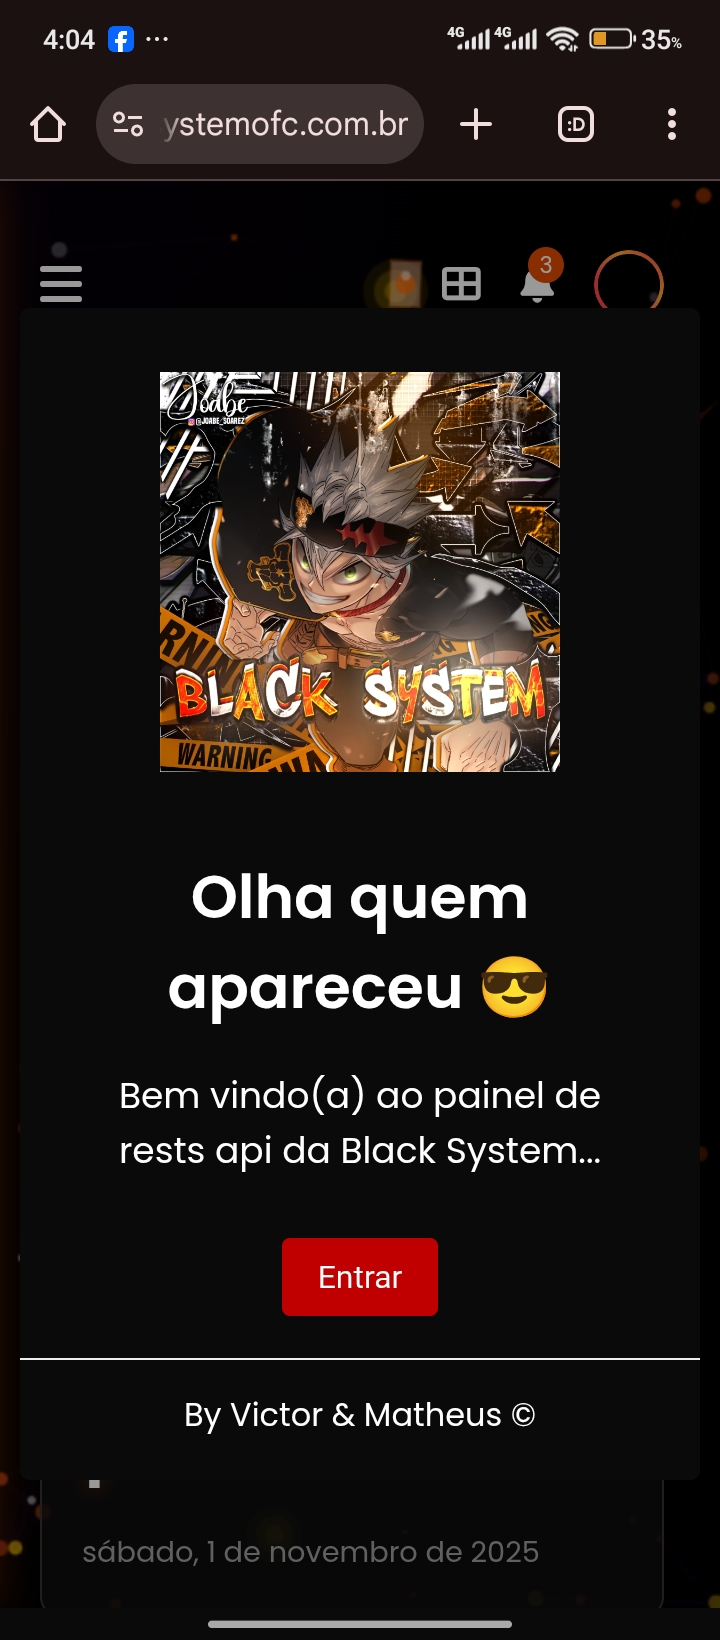 4:04
4G 4G 35%
ystemofc.com.br
:D
3
Joabe
@JOABE_SOAREZ
BLACK SYSTEM
WARNING
Olha quem
apareceu 😎
Bem vindo(a) ao painel de
rests api da Black System...
Entrar
By Victor & Matheus ©
sábado, 1 de novembro de 2025